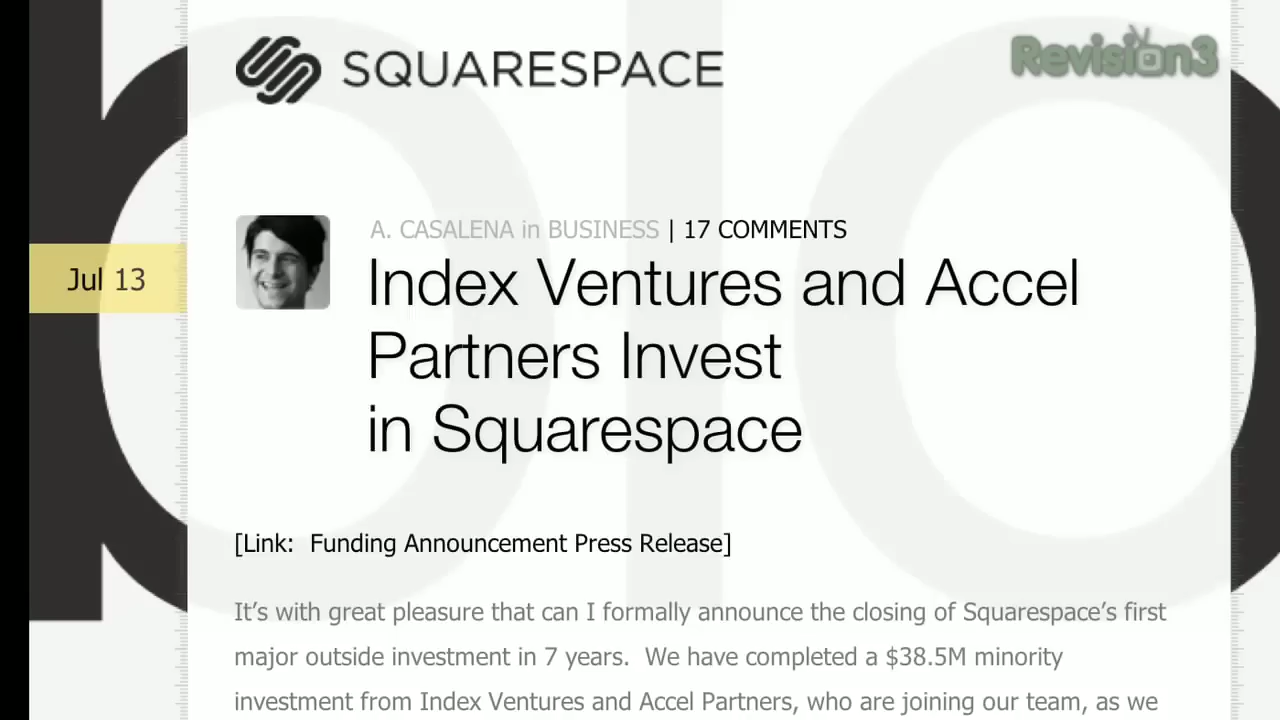 SQUARESPACE
Revision3
A. CASALENA in BUSINESS | 17 COMMENTS
Jul 13
Index Ventures and Accel
Partners Invest
in Squarespace
[Link: Funding Announcement Press Release]
It's with great pleasure that can I formally announce the closing of Squarespace's first
major outside investment in 7 years. We have completed a $38.5M minority
investment from Index Ventures and Accel Partners, who are joining our team, as we